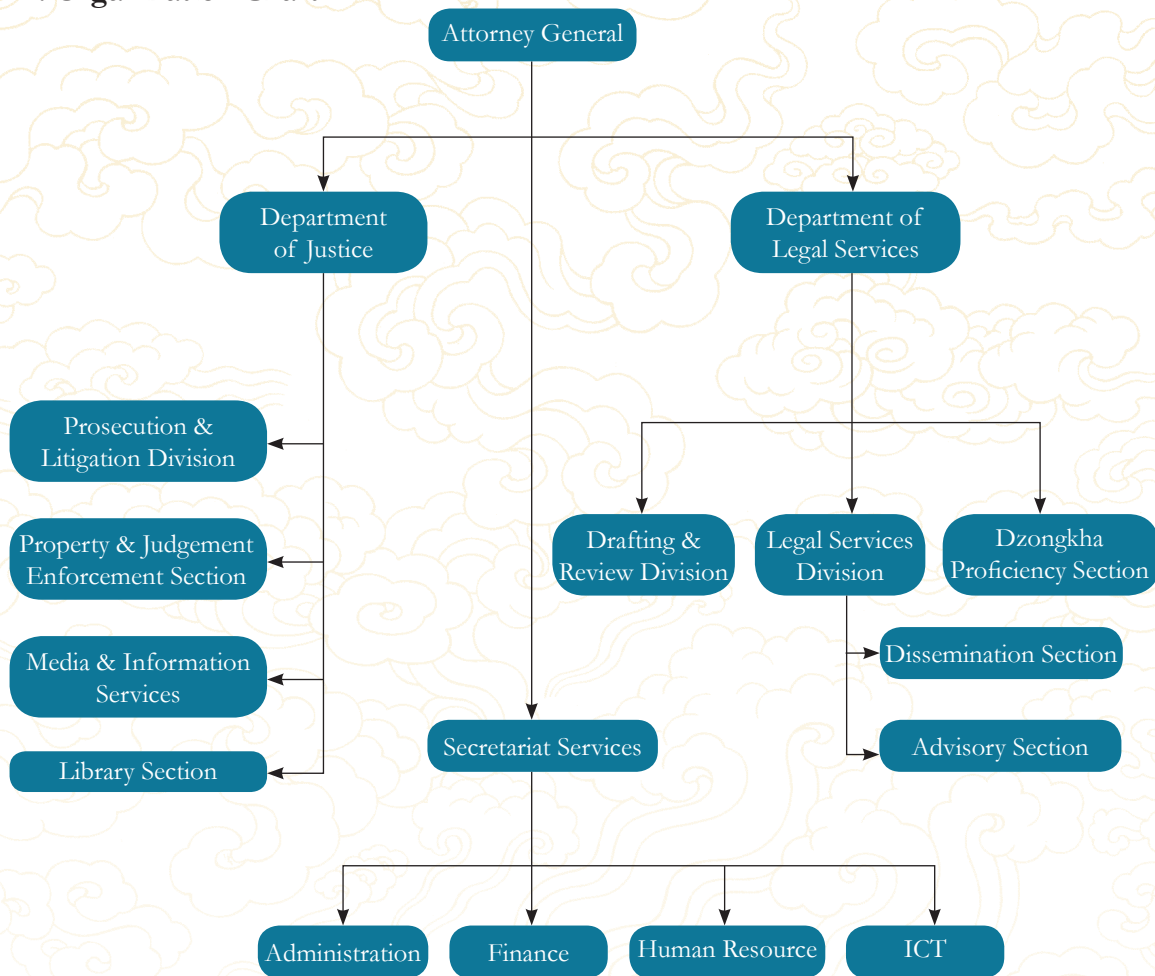 Attorney General
Department
of Justice
Department of
Legal Services
Prosecution &
Litigation Division
Property & Judgement
Enforcement Section
Media & Information
Services
Library Section
Drafting &
Review Division
Legal Services
Division
Dzongkha
Proficiency Section
Dissemination Section
Advisory Section
Secretariat Services
Administration
Finance
Human Resource
ICT